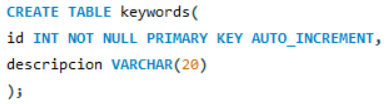 CREATE TABLE keywords(
id INT NOT NULL PRIMARY KEY AUTO_INCREMENT,
descripcion VARCHAR(20)
);